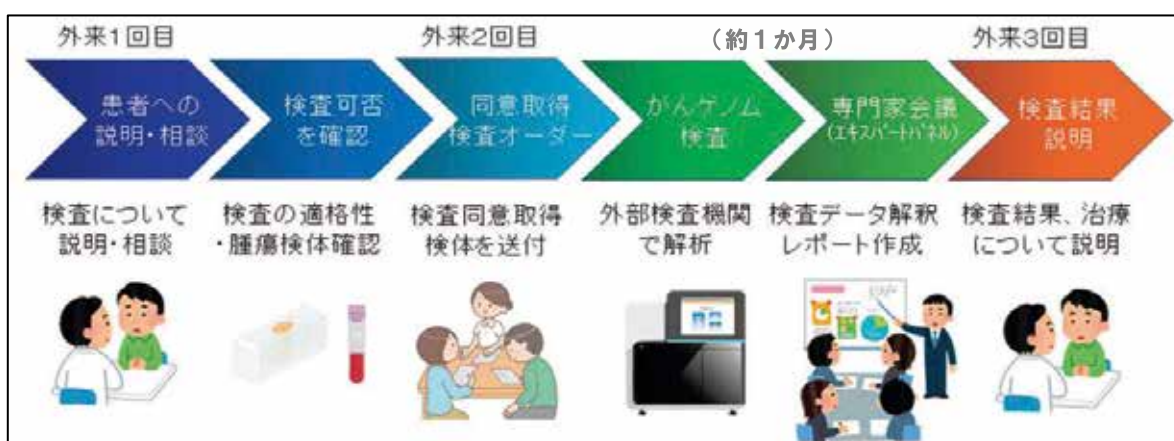 外来1回目
外来2回目
（約１か月）
外来3回目
患者への
説明・相談
検査可否
を確認
同意取得
検査オーダー
がんゲノム
検査
専門家会議
(エキスパートパネル)
検査結果
説明
検査について
説明・相談
検査の適格性
・腫瘍検体確認
検査同意取得
検体を送付
外部検査機関
で解析
検査データ解釈
レポート作成
検査結果、治療
について説明